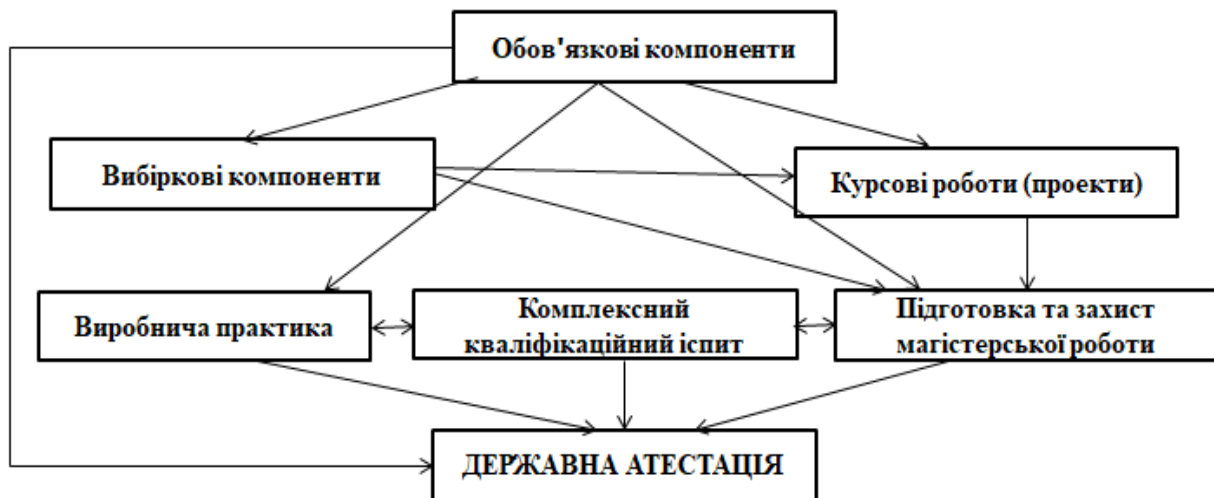 Обов'язкові компоненти
Вибіркові компоненти
Курсові роботи (проекти)
Виробнича практика
Комплексний
кваліфікаційний іспит
Підготовка та захист
магістерської роботи
ДЕРЖАВНА АТЕСТАЦІЯ